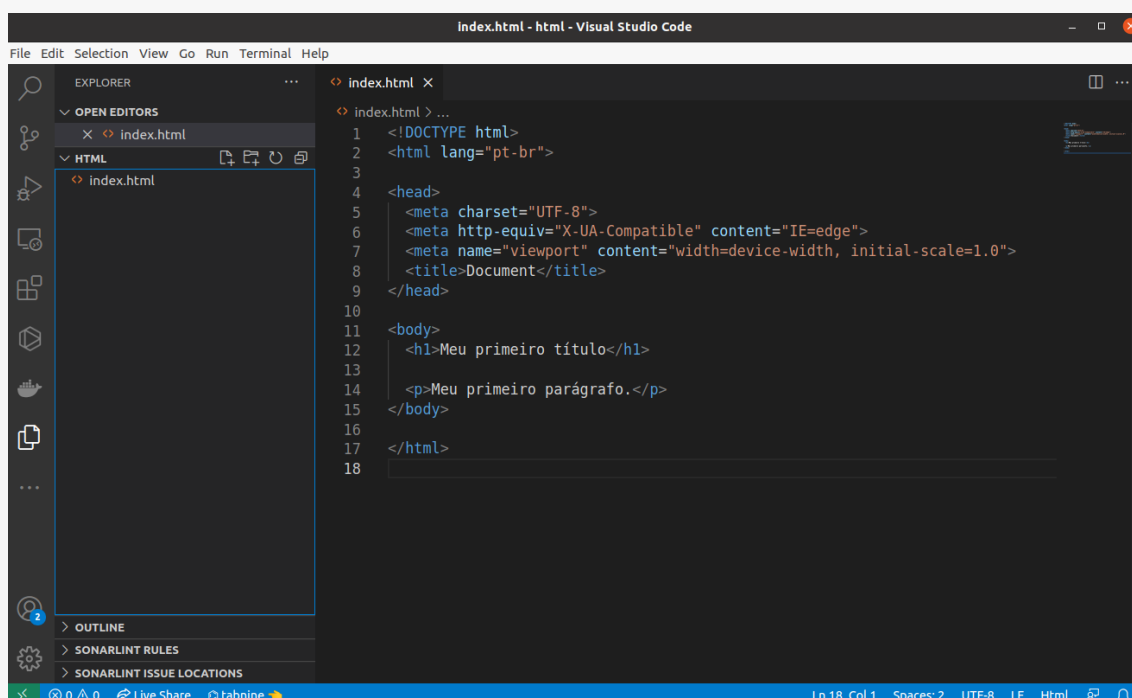 index.html - html - Visual Studio Code
File Edit Selection View Go Run Terminal Help
EXPLORER
OPEN EDITORS
index.html
HTML
index.html
OUTLINE
SONARLINT RULES
SONARLINT ISSUE LOCATIONS
2
index.html
index.html > ...
1 <!DOCTYPE html>
2 <html lang="pt-br">
3
4 <head>
5 <meta charset="UTF-8">
6 <meta http-equiv="X-UA-Compatible" content="IE=edge">
7 <meta name="viewport" content="width=device-width, initial-scale=1.0">
8 <title>Document</title>
9 </head>
10
11 <body>
12 <h1>Meu primeiro título</h1>
13
14 <p>Meu primeiro parágrafo.</p>
15 </body>
16
17 </html>
18
0 0 Live Share tabnine Ln 18, Col 1 Spaces: 2 UTF-8 LF Html